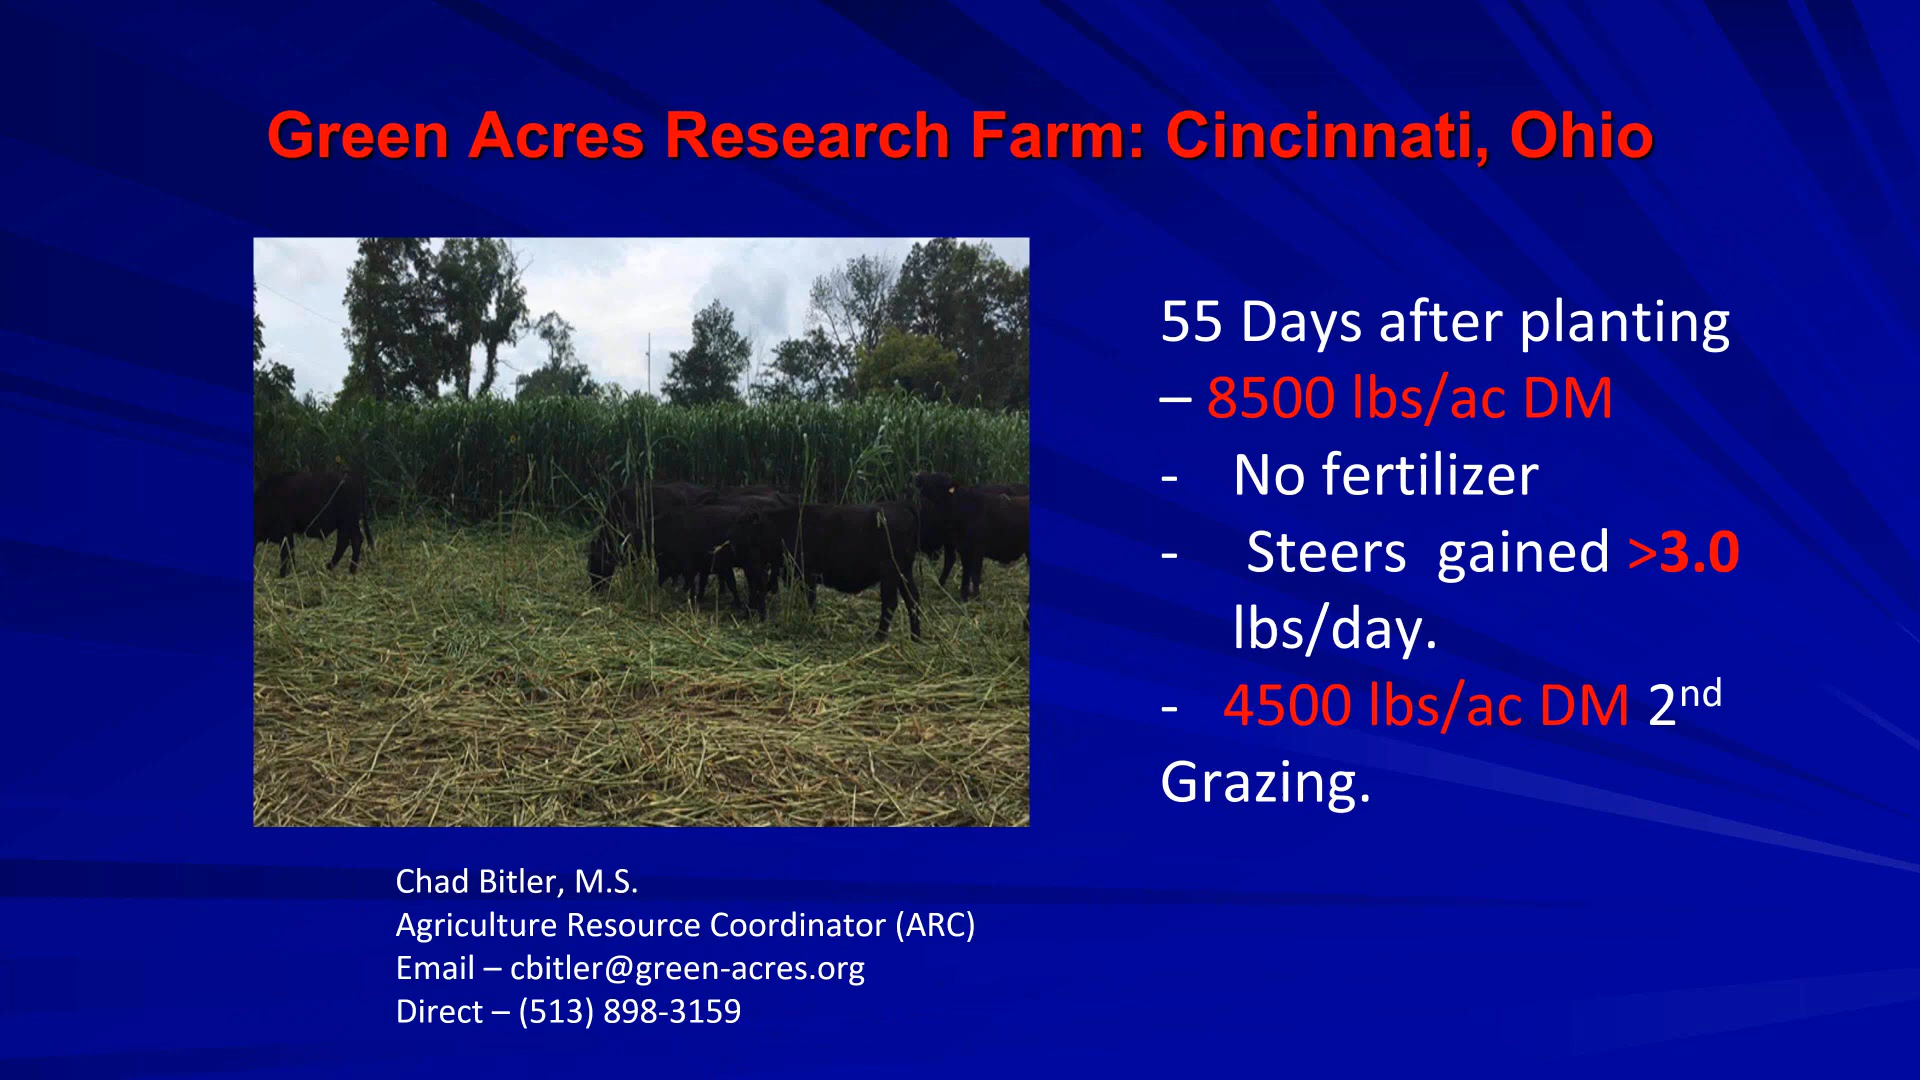 Green Acres Research Farm: Cincinnati, Ohio
55 Days after planting
– 8500 lbs/ac DM
- No fertilizer
- Steers gained >3.0
lbs/day.
- 4500 lbs/ac DM 2nd
Grazing.
Chad Bitler, M.S.
Agriculture Resource Coordinator (ARC)
Email – cbitler@green-acres.org
Direct – (513) 898-3159